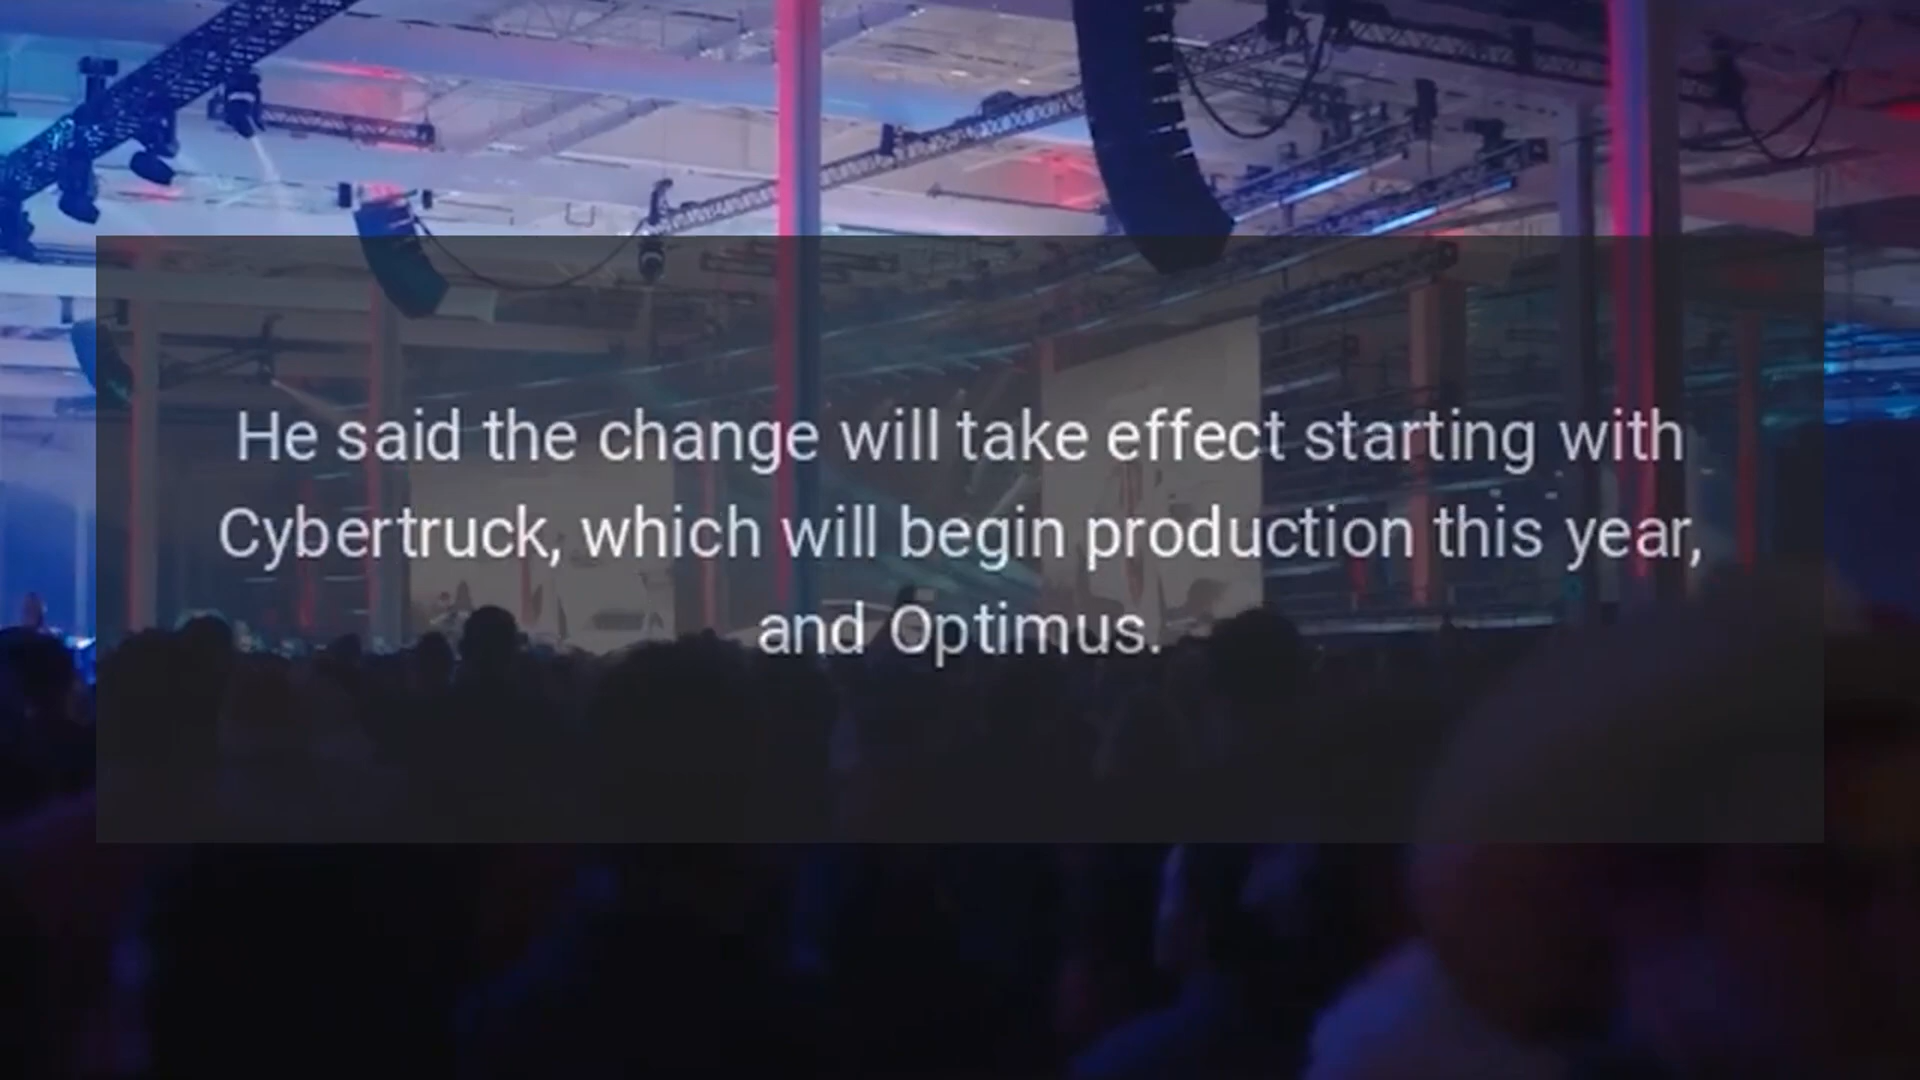 He said the change will take effect starting with
Cybertruck, which will begin production this year,
and Optimus.